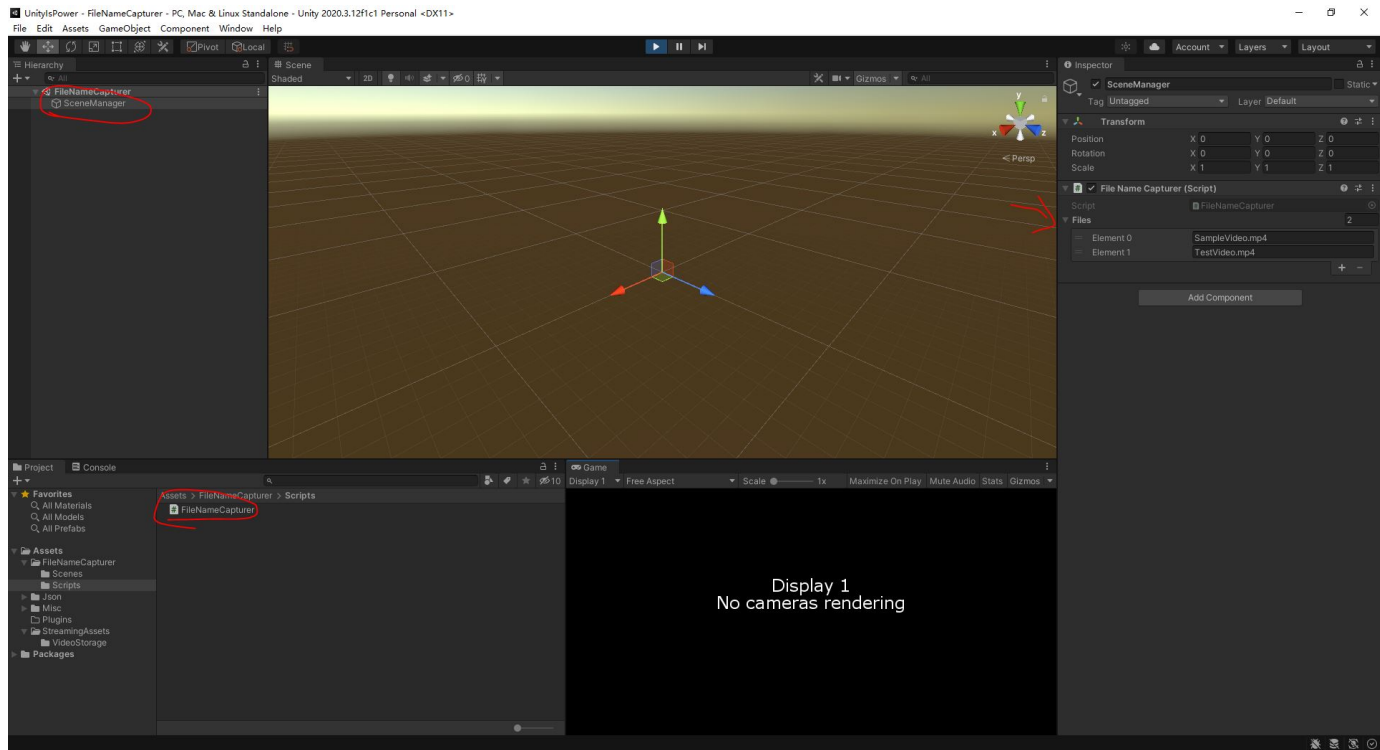 UnityIsPower - FileNameCapturer - PC, Mac & Linux Standalone - Unity 2020.3.12f1c1 Personal <DX11>
File Edit Assets GameObject Component Window Help
Pivot Local Account Layers Layout
Hierarchy
All
FileNameCapturer
SceneManager
Scene
Shaded 2D 0 Gizmos All
y
x z
Persp
Inspector
SceneManager Static
Tag Untagged Layer Default
Transform
Position X 0 Y 0 Z 0
Rotation X 0 Y 0 Z 0
Scale X 1 Y 1 Z 1
File Name Capturer (Script)
Script FileNameCapturer
Files 2
Element 0 SampleVideo.mp4
Element 1 TestVideo.mp4
+ -
Add Component
Project Console
10
Favorites
All Materials
All Models
All Prefabs
Assets
FileNameCapturer
Scenes
Scripts
Json
Misc
Plugins
StreamingAssets
VideoStorage
Packages
Assets > FileNameCapturer > Scripts
FileNameCapturer
Game
Display 1 Free Aspect Scale 1x Maximize On Play Mute Audio Stats Gizmos
Display 1
No cameras rendering